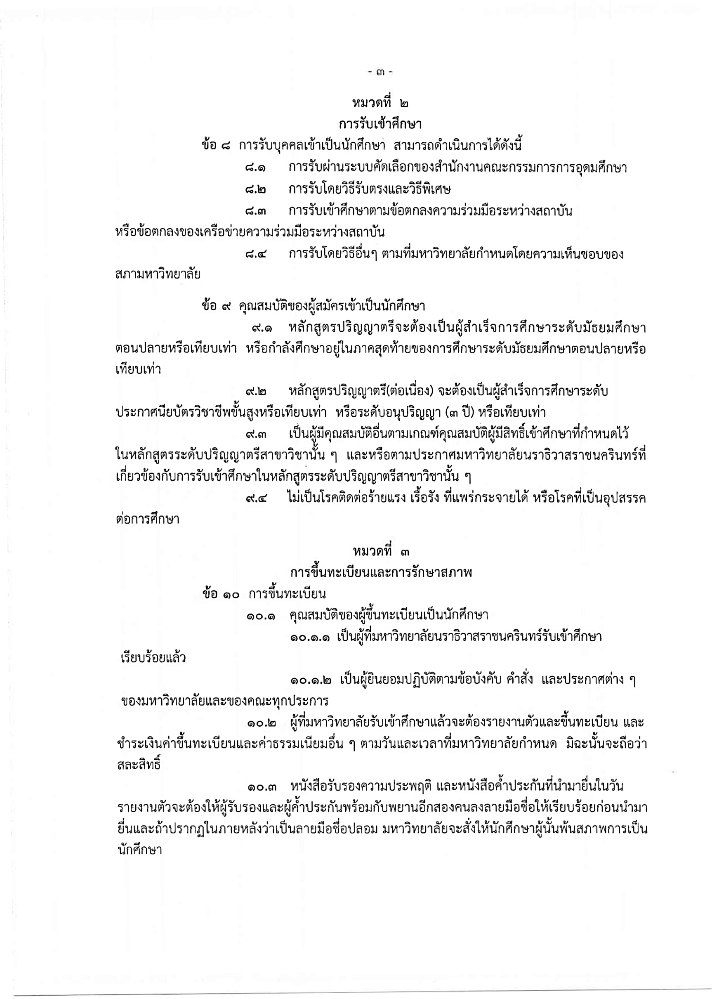 - ๓ -
หมวดที่ ๒
การรับเข้าศึกษา
ข้อ ๘ การรับบุคคลเข้าเป็นนักศึกษา สามารถดำเนินการได้ดังนี้
๘.๑ การรับผ่านระบบคัดเลือกของสำนักงานคณะกรรมการการอุดมศึกษา
๘.๒ การรับโดยวิธีรับตรงและวิธีพิเศษ
๘.๓ การรับเข้าศึกษาตามข้อตกลงความร่วมมือระหว่างสถาบัน
หรือข้อตกลงของเครือข่ายความร่วมมือระหว่างสถาบัน
๘.๔ การรับโดยวิธีอื่นๆ ตามที่มหาวิทยาลัยกำหนดโดยความเห็นชอบของ
สภามหาวิทยาลัย
ข้อ ๙ คุณสมบัติของผู้สมัครเข้าเป็นนักศึกษา
๙.๑ หลักสูตรปริญญาตรีจะต้องเป็นผู้สำเร็จการศึกษาระดับมัธยมศึกษา
ตอนปลายหรือเทียบเท่า หรือกำลังศึกษาอยู่ในภาคสุดท้ายของการศึกษาระดับมัธยมศึกษาตอนปลายหรือ
เทียบเท่า
๙.๒ หลักสูตรปริญญาตรี(ต่อเนื่อง) จะต้องเป็นผู้สำเร็จการศึกษาระดับ
ประกาศนียบัตรวิชาชีพขั้นสูงหรือเทียบเท่า หรือระดับอนุปริญญา (๓ ปี) หรือเทียบเท่า
๙.๓ เป็นผู้มีคุณสมบัติอื่นตามเกณฑ์คุณสมบัติผู้มีสิทธิ์เข้าศึกษาที่กำหนดไว้
ในหลักสูตรระดับปริญญาตรีสาขาวิชานั้น ๆ และหรือตามประกาศมหาวิทยาลัยนราธิวาสราชนครินทร์ที่
เกี่ยวข้องกับการรับเข้าศึกษาในหลักสูตรระดับปริญญาตรีสาขาวิชานั้น ๆ
๙.๔ ไม่เป็นโรคติดต่อร้ายแรง เรื้อรัง ที่แพร่กระจายได้ หรือโรคที่เป็นอุปสรรค
ต่อการศึกษา
หมวดที่ ๓
การขึ้นทะเบียนและการรักษาสภาพ
ข้อ ๑๐ การขึ้นทะเบียน
๑๐.๑ คุณสมบัติของผู้ขึ้นทะเบียนเป็นนักศึกษา
๑๐.๑.๑ เป็นผู้ที่มหาวิทยาลัยนราธิวาสราชนครินทร์รับเข้าศึกษา
เรียบร้อยแล้ว
๑๐.๑.๒ เป็นผู้ยินยอมปฏิบัติตามข้อบังคับ คำสั่ง และประกาศต่าง ๆ
ของมหาวิทยาลัยและของคณะทุกประการ
๑๐.๒ ผู้ที่มหาวิทยาลัยรับเข้าศึกษาแล้วจะต้องรายงานตัวและขึ้นทะเบียน และ
ชำระเงินค่าขึ้นทะเบียนและค่าธรรมเนียมอื่น ๆ ตามวันและเวลาที่มหาวิทยาลัยกำหนด มิฉะนั้นจะถือว่า
สละสิทธิ์
๑๐.๓ หนังสือรับรองความประพฤติ และหนังสือค้ำประกันที่นำมายื่นในวัน
รายงานตัวจะต้องให้ผู้รับรองและผู้ค้ำประกันพร้อมกับพยานอีกสองคนลงลายมือชื่อให้เรียบร้อยก่อนนำมา
ยื่นและถ้าปรากฏในภายหลังว่าเป็นลายมือชื่อปลอม มหาวิทยาลัยจะสั่งให้นักศึกษาผู้นั้นพ้นสภาพการเป็น
นักศึกษา